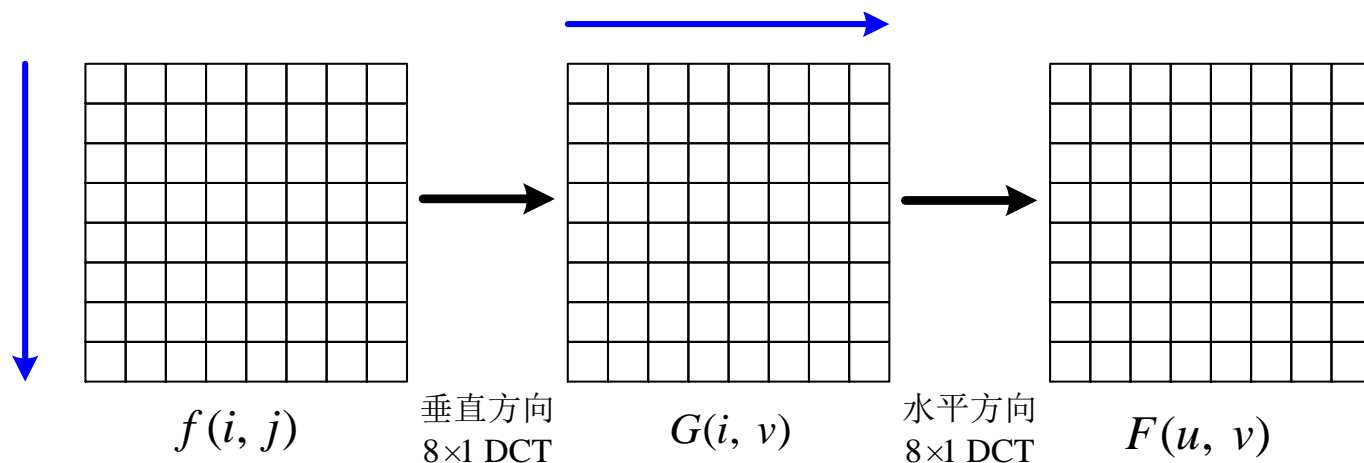 f(i, j)
垂直方向
8×1 DCT
G(i, v)
水平方向
8×1 DCT
F(u, v)